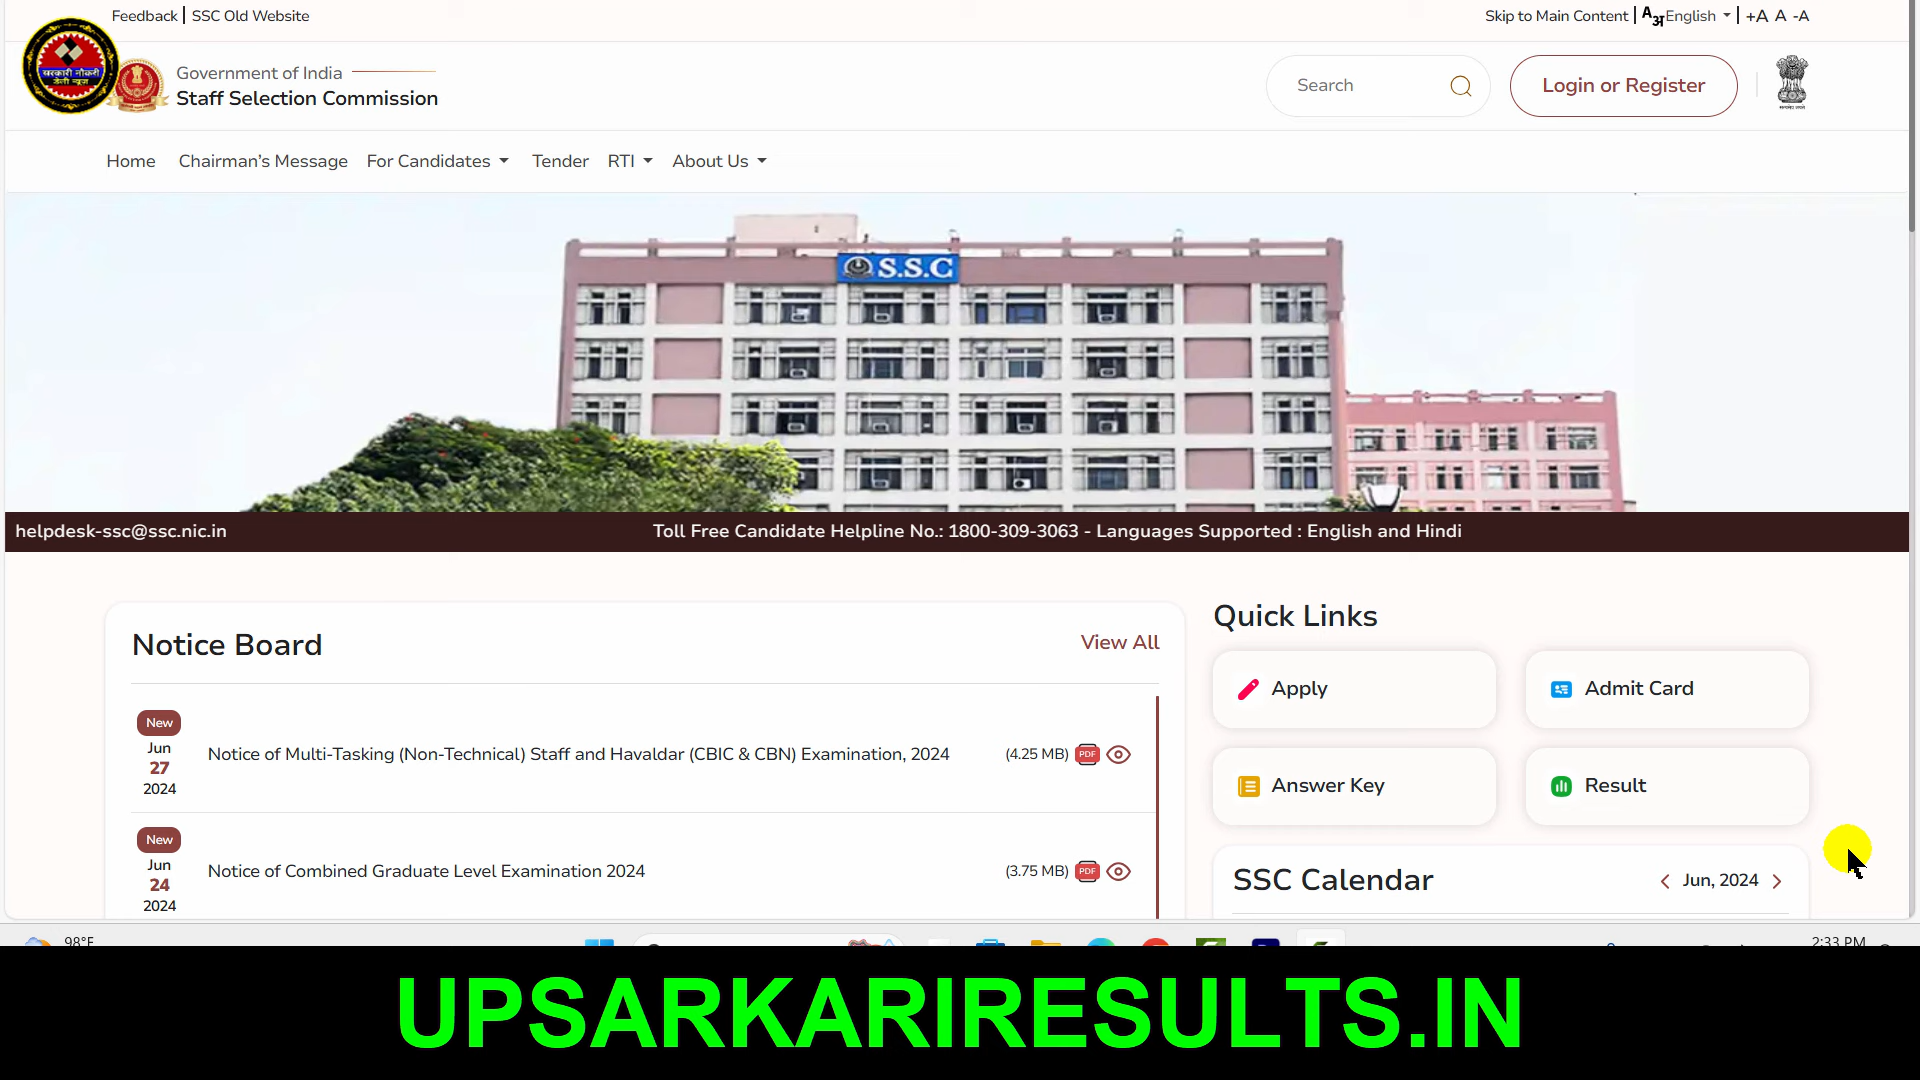 Feedback | SSC Old Website
Skip to Main Content | English | +A A -A
सरकारी नौकरी
डेली न्यूज
Government of India
Staff Selection Commission
Search
Login or Register
Home Chairman's Message For Candidates Tender RTI About Us
S.S.C
helpdesk-ssc@ssc.nic.in
Toll Free Candidate Helpline No.: 1800-309-3063 - Languages Supported : English and Hindi
Notice Board
View All
New
Jun
27
2024
Notice of Multi-Tasking (Non-Technical) Staff and Havaldar (CBIC & CBN) Examination, 2024
(4.25 MB) PDF
New
Jun
24
2024
Notice of Combined Graduate Level Examination 2024
(3.75 MB) PDF
Quick Links
Apply
Admit Card
Answer Key
Result
SSC Calendar
Jun, 2024
98°F
2:33 PM
UPSARKARIRESULTS.IN